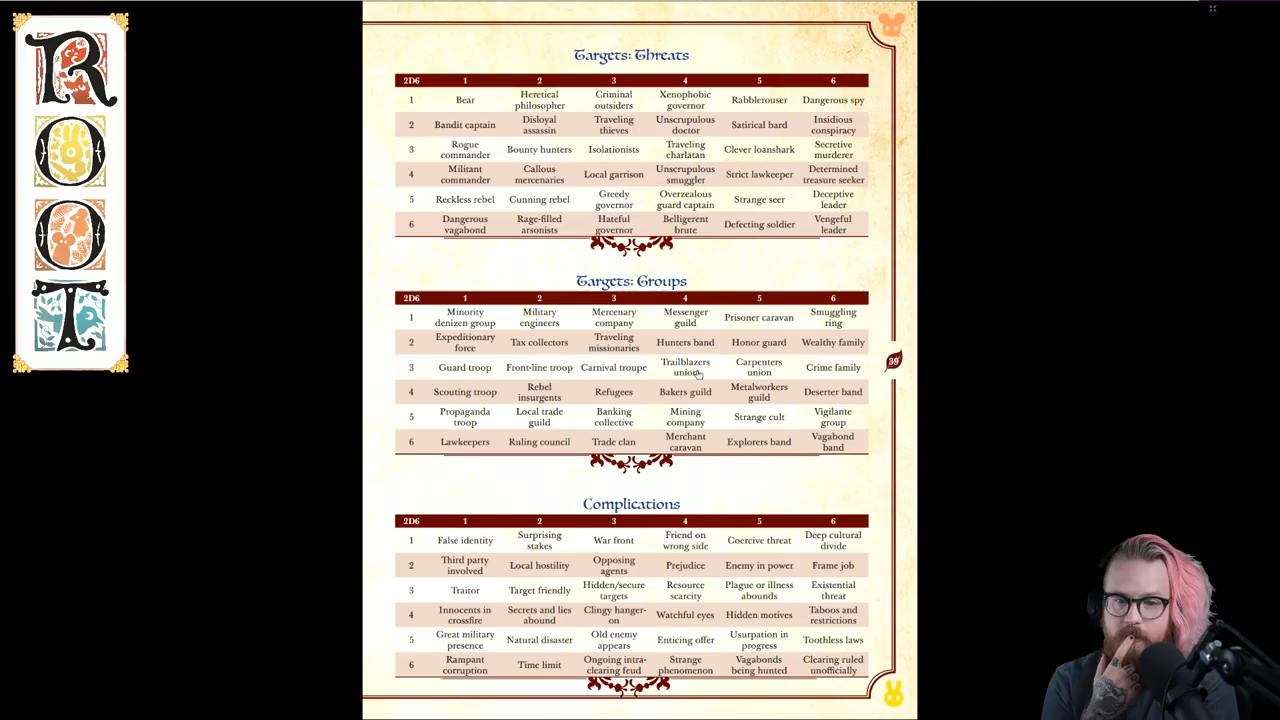 ROOT
Targets: Threats
2D6 1 2 3 4 5 6
1 Bear Heretical philosopher Criminal outsiders Xenophobic governor Rabblerouser Dangerous spy
2 Bandit captain Disloyal assassin Traveling thieves Unscrupulous doctor Satirical bard Insidious conspiracy
3 Rogue commander Bounty hunters Isolationists Traveling charlatan Clever loanshark Secretive murderer
4 Militant commander Callous mercenaries Local garrison Unscrupulous smuggler Strict lawkeeper Determined treasure seeker
5 Reckless rebel Cunning rebel Greedy governor Overzealous guard captain Strange seer Deceptive leader
6 Dangerous vagabond Rage-filled arsonists Hateful governor Belligerent brute Defecting soldier Vengeful leader
Targets: Groups
2D6 1 2 3 4 5 6
1 Minority denizen group Military engineers Mercenary company Messenger guild Prisoner caravan Smuggling ring
2 Expeditionary force Tax collectors Traveling missionaries Hunters band Honor guard Wealthy family
3 Guard troop Front-line troop Carnival troupe Trailblazers union Carpenters union Crime family
4 Scouting troop Rebel insurgents Refugees Bakers guild Metalworkers guild Deserter band
5 Propaganda troop Local trade guild Banking collective Mining company Strange cult Vigilante group
6 Lawkeepers Ruling council Trade clan Merchant caravan Explorers band Vagabond band
39
Complications
2D6 1 2 3 4 5 6
1 False identity Surprising stakes War front Friend on wrong side Coercive threat Deep cultural divide
2 Third party involved Local hostility Opposing agents Prejudice Enemy in power Frame job
3 Traitor Target friendly Hidden/secure targets Resource scarcity Plague or illness abounds Existential threat
4 Innocents in crossfire Secrets and lies abound Clingy hanger-on Watchful eyes Hidden motives Taboos and restrictions
5 Great military presence Natural disaster Old enemy appears Enticing offer Usurpation in progress Toothless laws
6 Rampant corruption Time limit Ongoing intra-clearing feud Strange phenomenon Vagabonds being hunted Clearing ruled unofficially